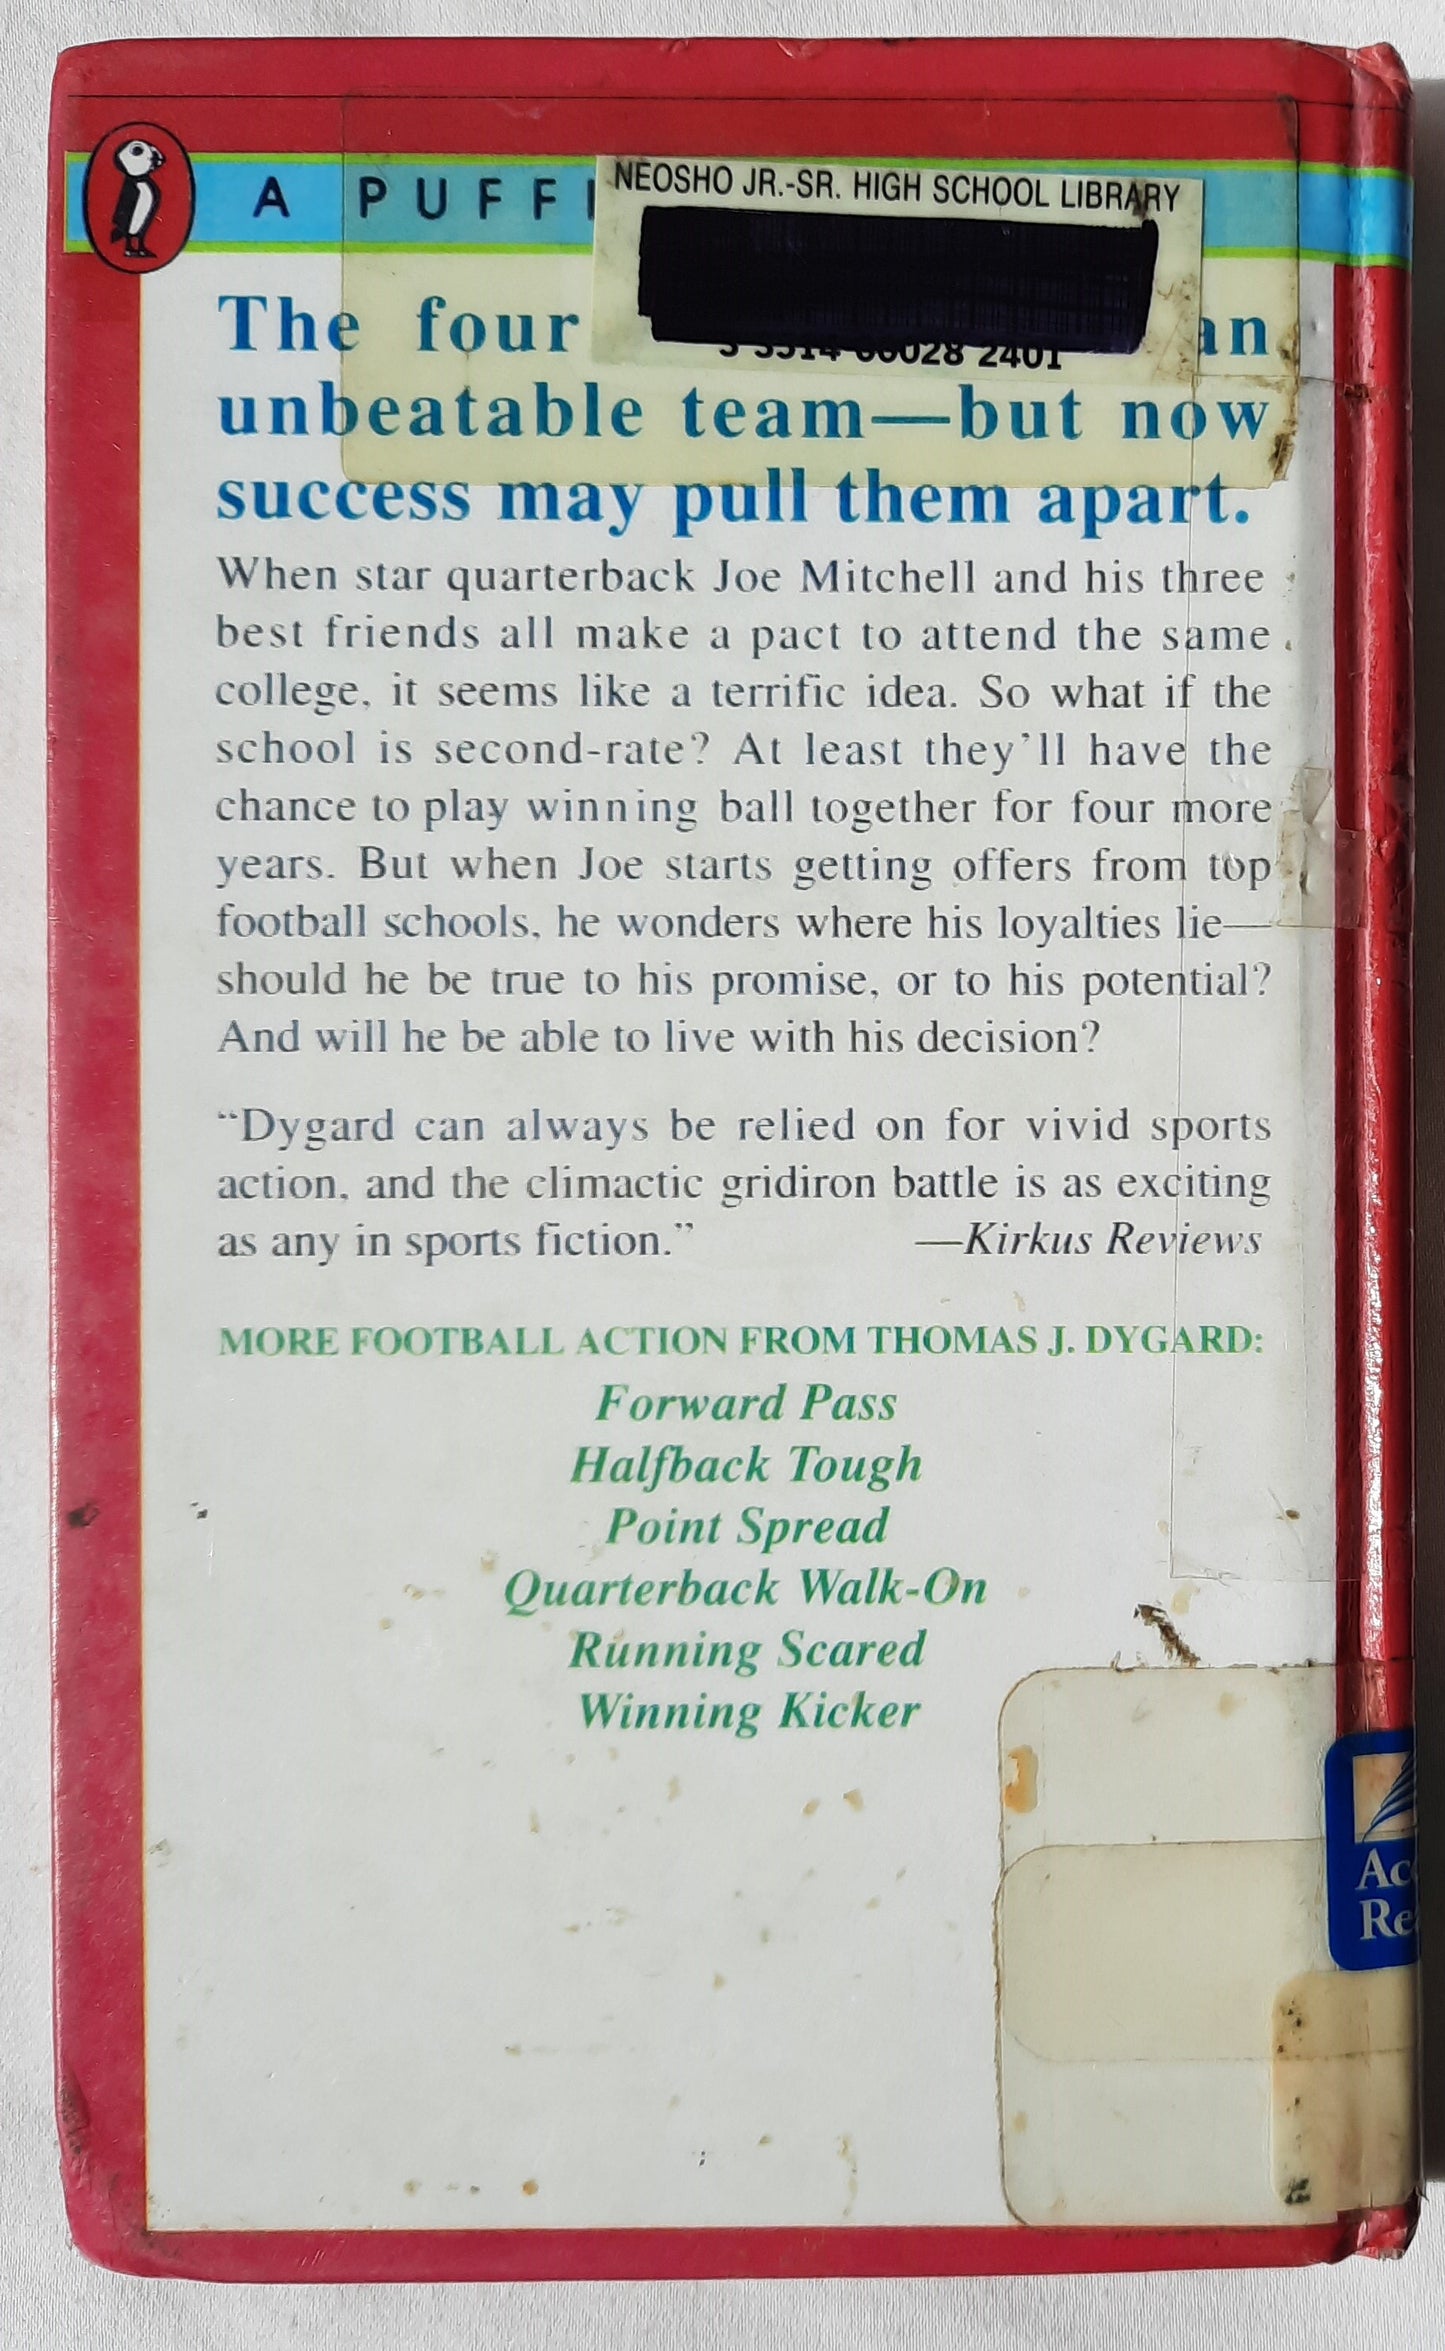 A PUFFI
NEOSHO JR.-SR. HIGH SCHOOL LIBRARY
28 2401
The four an
unbeatable team—but now
success may pull them apart.
When star quarterback Joe Mitchell and his three
best friends all make a pact to attend the same
college, it seems like a terrific idea. So what if the
school is second-rate? At least they'll have the
chance to play winning ball together for four more
years. But when Joe starts getting offers from top
football schools, he wonders where his loyalties lie—
should he be true to his promise, or to his potential?
And will he be able to live with his decision?
“Dygard can always be relied on for vivid sports
action, and the climactic gridiron battle is as exciting
as any in sports fiction.” —Kirkus Reviews
MORE FOOTBALL ACTION FROM THOMAS J. DYGARD:
Forward Pass
Halfback Tough
Point Spread
Quarterback Walk-On
Running Scared
Winning Kicker
Acc
Rea